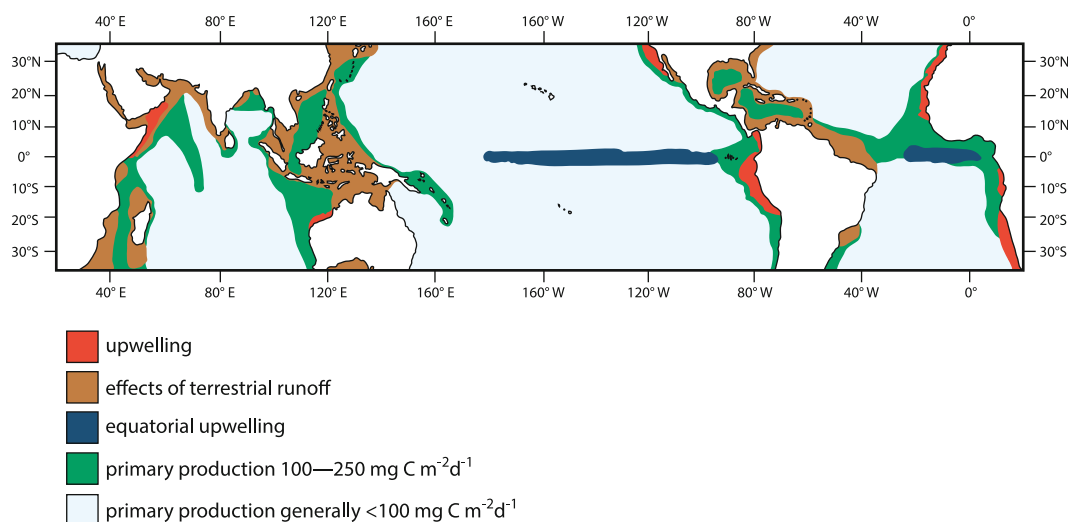 40° E 80° E 120° E 160° E 160° W 120° W 80° W 40° W 0°
30°N 30°N
20°N 20°N
10°N 10°N
0° 0°
10°S 10°S
20°S 20°S
30°S 30°S
40° E 80° E 120° E 160° E 160° W 120° W 80° W 40° W 0°
upwelling
effects of terrestrial runoff
equatorial upwelling
primary production 100—250 mg C m⁻²d⁻¹
primary production generally <100 mg C m⁻²d⁻¹